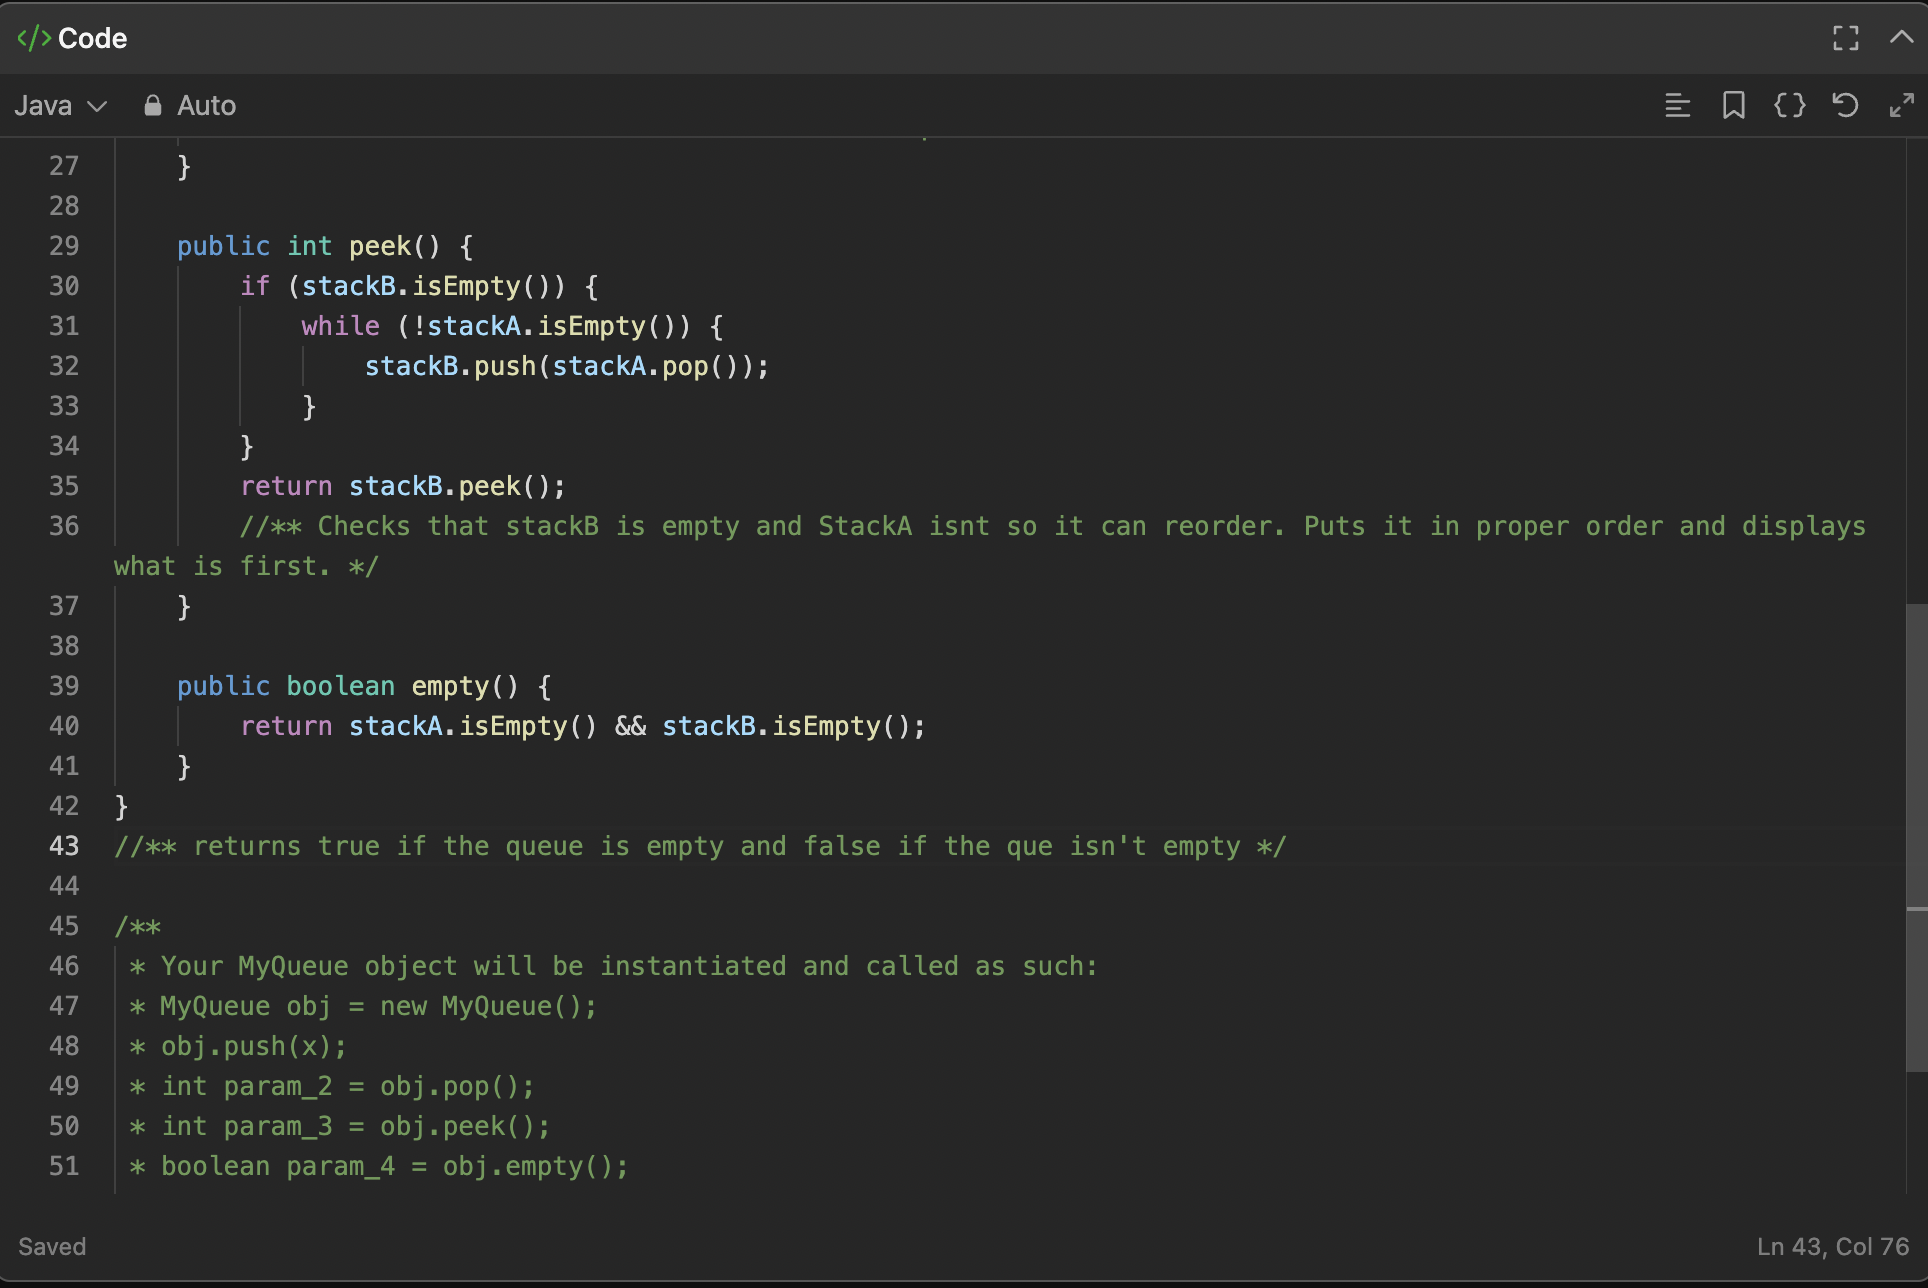 </> Code
Java Auto
27 }
28
29 public int peek() {
30 if (stackB.isEmpty()) {
31 while (!stackA.isEmpty()) {
32 stackB.push(stackA.pop());
33 }
34 }
35 return stackB.peek();
36 //** Checks that stackB is empty and StackA isnt so it can reorder. Puts it in proper order and displays
what is first. */
37 }
38
39 public boolean empty() {
40 return stackA.isEmpty() && stackB.isEmpty();
41 }
42 }
43 //** returns true if the queue is empty and false if the que isn't empty */
44
45 /**
46 * Your MyQueue object will be instantiated and called as such:
47 * MyQueue obj = new MyQueue();
48 * obj.push(x);
49 * int param_2 = obj.pop();
50 * int param_3 = obj.peek();
51 * boolean param_4 = obj.empty();
Saved Ln 43, Col 76